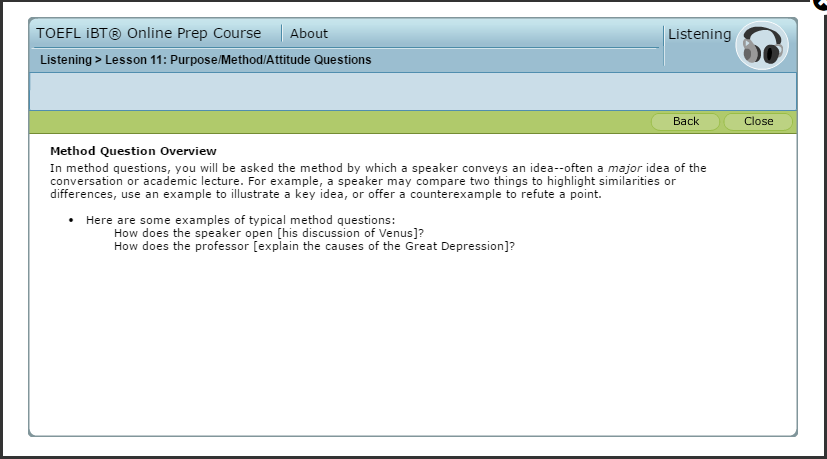 TOEFL iBT® Online Prep Course About Listening
Listening > Lesson 11: Purpose/Method/Attitude Questions
Back Close
Method Question Overview
In method questions, you will be asked the method by which a speaker conveys an idea--often a major idea of the
conversation or academic lecture. For example, a speaker may compare two things to highlight similarities or
differences, use an example to illustrate a key idea, or offer a counterexample to refute a point.
• Here are some examples of typical method questions:
How does the speaker open [his discussion of Venus]?
How does the professor [explain the causes of the Great Depression]?